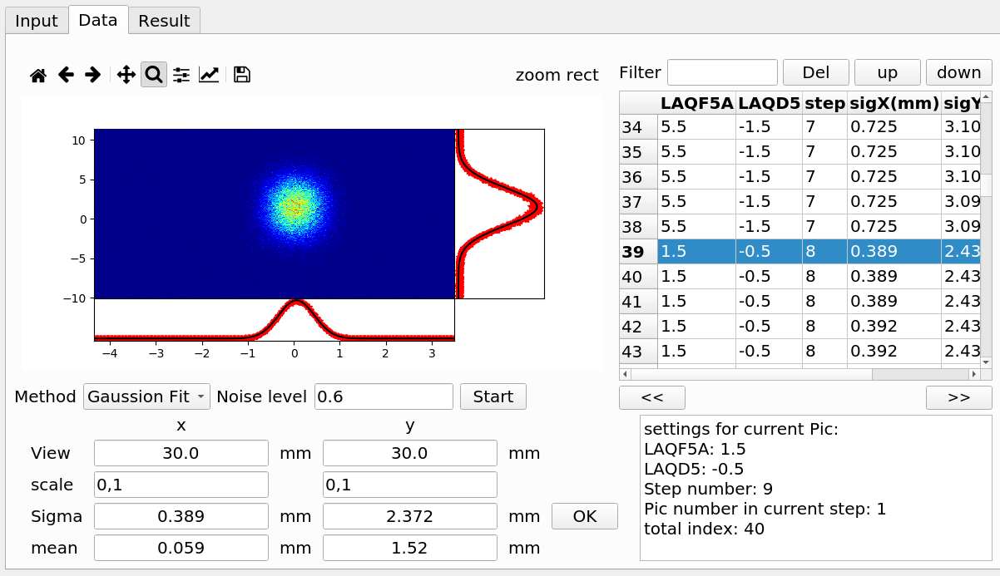 Input Data Result
zoom rect
Filter Del up down
LAQF5A LAQD5 step sigX(mm) sigY
34 5.5 -1.5 7 0.725 3.10
35 5.5 -1.5 7 0.725 3.10
36 5.5 -1.5 7 0.725 3.10
37 5.5 -1.5 7 0.725 3.09
38 5.5 -1.5 7 0.725 3.09
39 1.5 -0.5 8 0.389 2.43
40 1.5 -0.5 8 0.389 2.43
41 1.5 -0.5 8 0.389 2.43
42 1.5 -0.5 8 0.392 2.43
43 1.5 -0.5 8 0.392 2.43
<< >>
10
5
0
−5
−10
−4 −3 −2 −1 0 1 2 3
Method Gaussion Fit Noise level 0.6 Start
x y
View 30.0 mm 30.0 mm
scale 0,1 0,1
Sigma 0.389 mm 2.372 mm OK
mean 0.059 mm 1.52 mm
settings for current Pic:
LAQF5A: 1.5
LAQD5: -0.5
Step number: 9
Pic number in current step: 1
total index: 40